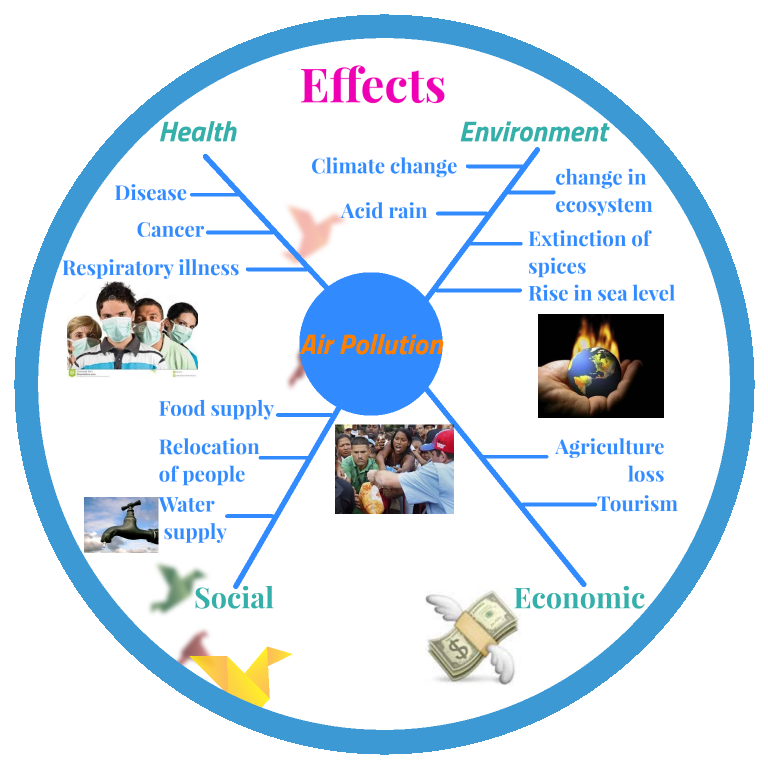 Effects
Health
Environment
Climate change
Disease
change in
ecosystem
Acid rain
Cancer
Extinction of
spices
Respiratory illness
Rise in sea level
Air Pollution
Food supply
Relocation
of people
Agriculture
loss
Water
supply
Tourism
Social
Economic